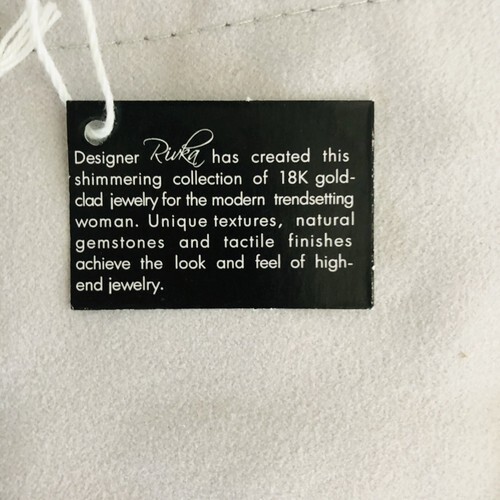 Designer Rivka has created this
shimmering collection of 18K gold-
clad jewelry for the modern trendsetting
woman. Unique textures, natural
gemstones and tactile finishes
achieve the look and feel of high-
end jewelry.